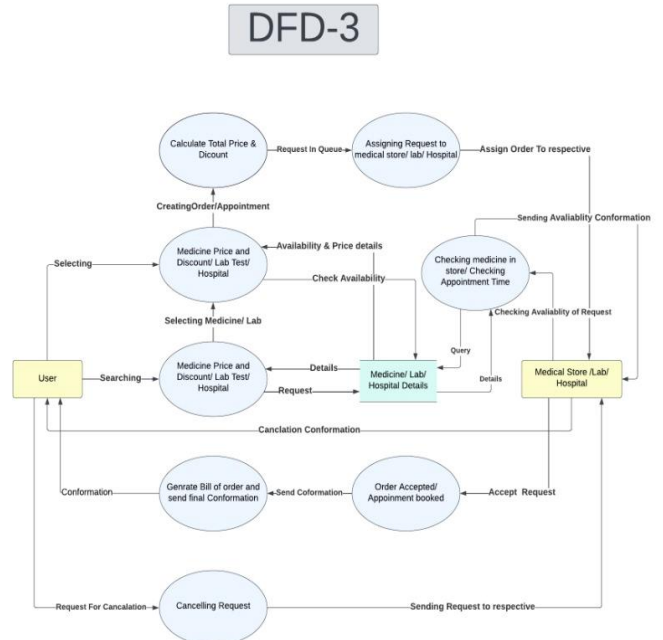 DFD-3
Calculate Total Price &
Dicount
Request In Queue
Assigning Request to
medical store/ lab/ Hospital
Assign Order To respective
CreatingOrder/Appointment
Sending Avaliablity Conformation
Selecting
Medicine Price and
Discount/ Lab Test/
Hospital
Availability & Price details
Check Availability
Checking medicine in
store/ Checking
Appointment Time
Checking Avaliablity of Request
Selecting Medicine/ Lab
Query
User
Searching
Medicine Price and
Discount/ Lab Test/
Hospital
Details
Request
Medicine/ Lab/
Hospital Details
Details
Medical Store /Lab/
Hospital
Canclation Conformation
Conformation
Genrate Bill of order and
send final Conformation
Send Coformation
Order Accepted/
Appoinment booked
Accept Request
Request For Cancalation
Cancelling Request
Sending Request to respective